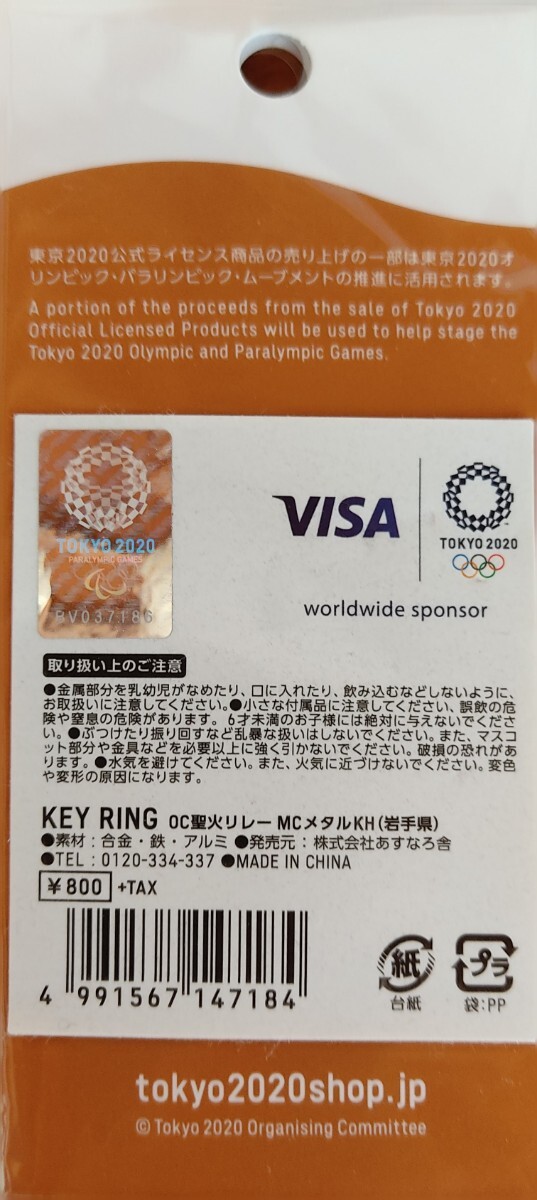 東京2020公式ライセンス商品の売り上げの一部は東京2020オ
リンピック・パラリンピック・ムーブメントの推進に活用されます。
A portion of the proceeds from the sale of Tokyo 2020
Official Licensed Products will be used to help stage the
Tokyo 2020 Olympic and Paralympic Games.
TOKYO 2020
PARALYMPIC GAMES
BV037186
VISA
TOKYO 2020
worldwide sponsor
取り扱い上のご注意
●金属部分を乳幼児がなめたり、口に入れたり、飲み込むなどしないように、
お取扱いに注意してください。●小さな付属品に注意してください、誤飲の危
険や窒息の危険があります。6才未満のお子様には絶対に与えないでくださ
い。●ぶつけたり振り回すなど乱暴な扱いはしないでください。また、マスコ
ット部分や金具などを必要以上に強く引かないでください。破損の恐れがあ
ります。●水気を避けてください。また、火気に近づけないでください。変色
や変形の原因になります。
KEY RING OC聖火リレー MCメタルKH(岩手県)
●素材:合金・鉄・アルミ ●発売元:株式会社あすなろ舎
●TEL:0120-334-337 ●MADE IN CHINA
¥800 +TAX
4 991567 147184
紙
台紙
プラ
袋:PP
tokyo2020shop.jp
© Tokyo 2020 Organising Committee